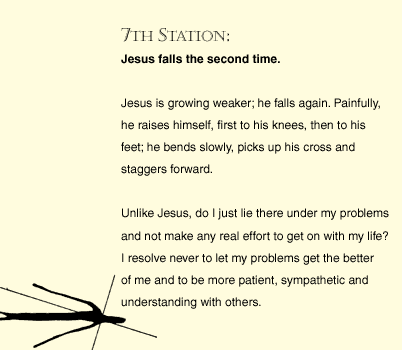 7TH STATION:
Jesus falls the second time.
Jesus is growing weaker; he falls again. Painfully,
he raises himself, first to his knees, then to his
feet; he bends slowly, picks up his cross and
staggers forward.
Unlike Jesus, do I just lie there under my problems
and not make any real effort to get on with my life?
I resolve never to let my problems get the better
of me and to be more patient, sympathetic and
understanding with others.